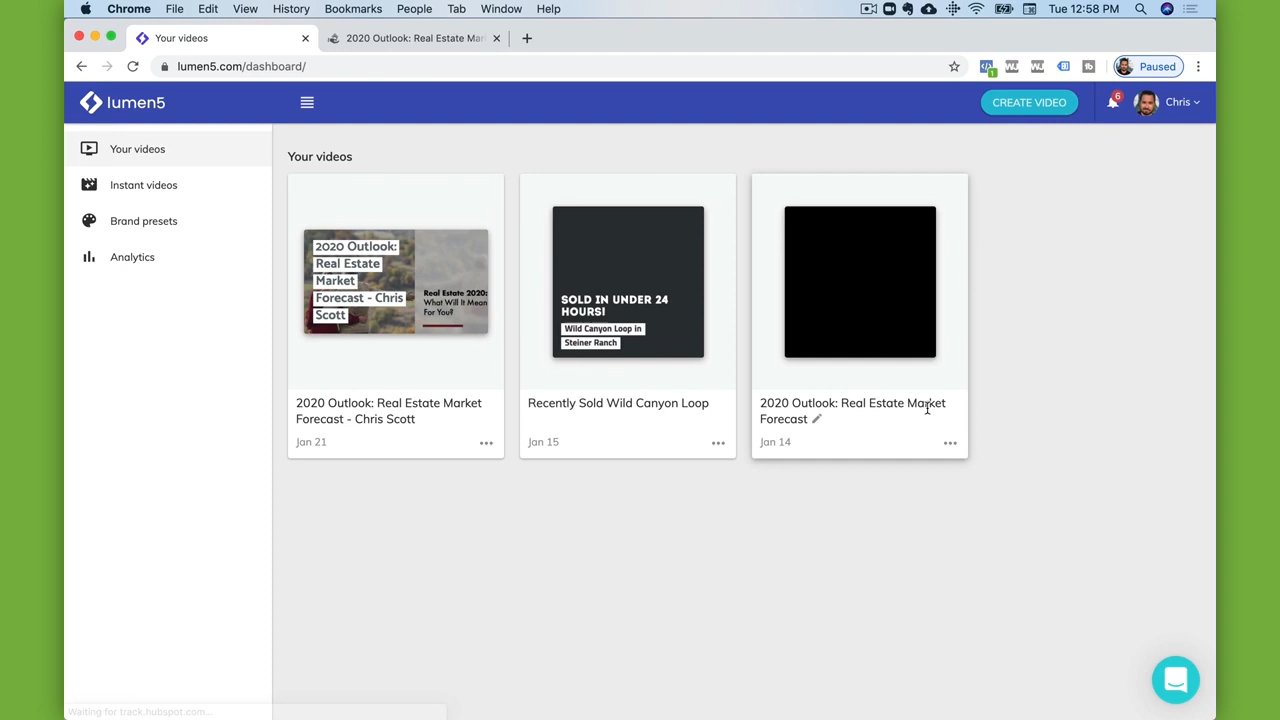 Chrome File Edit View History Bookmarks People Tab Window Help Tue 12:58 PM
Your videos 2020 Outlook: Real Estate Mar
lumen5.com/dashboard/ 1 Paused
lumen5 CREATE VIDEO 6 Chris
Your videos
Instant videos
Brand presets
Analytics
Your videos
2020 Outlook:
Real Estate
Market
Forecast - Chris
Scott
Real Estate 2020:
What Will It Mean
For You?
2020 Outlook: Real Estate Market
Forecast - Chris Scott
Jan 21
SOLD IN UNDER 24
HOURS!
Wild Canyon Loop in
Steiner Ranch
Recently Sold Wild Canyon Loop
Jan 15
2020 Outlook: Real Estate Market
Forecast
Jan 14
Waiting for track.hubspot.com...